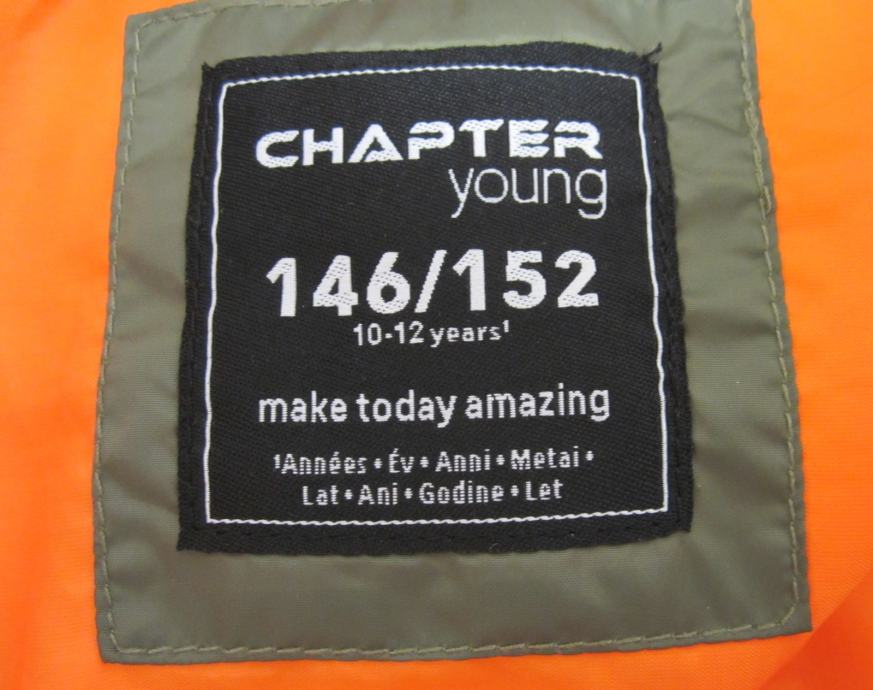 CHAPTER
young
146/152
10-12 years¹
make today amazing
¹Années • Év • Anni • Metai •
Lat • Ani • Godine • Let